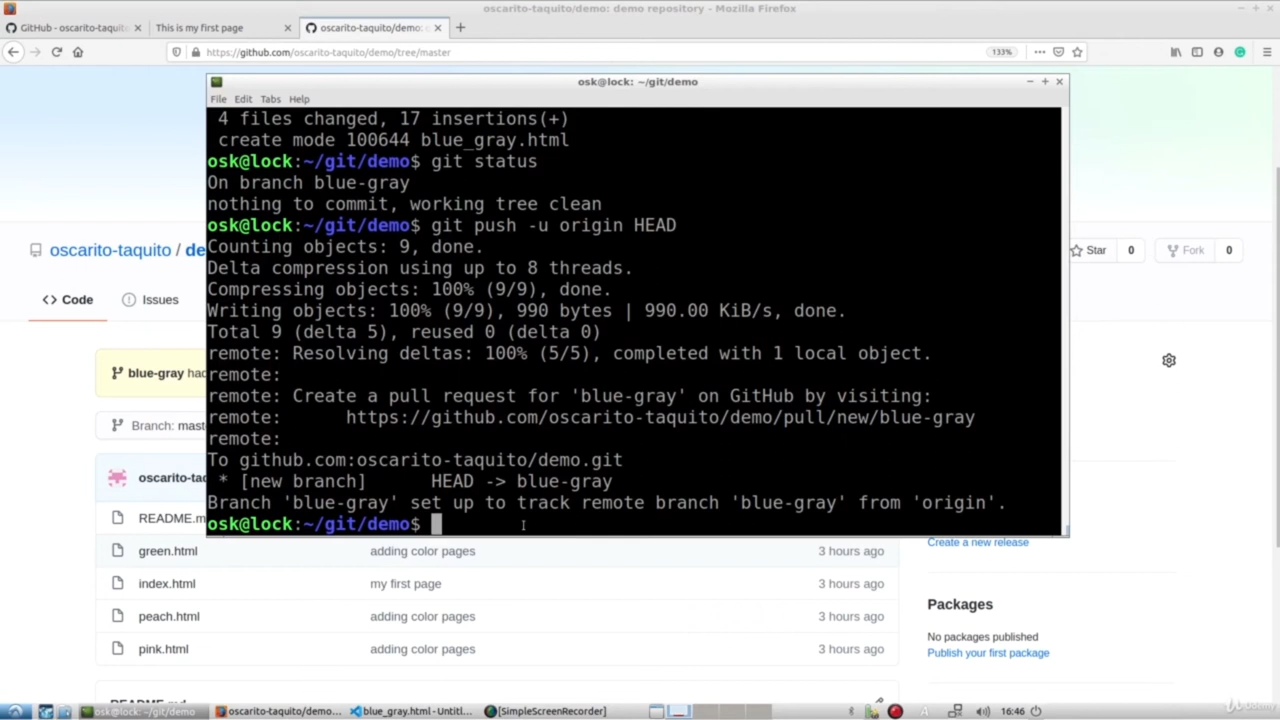 oscarito-taquito/demo: demo repository - Mozilla Firefox
GitHub - oscarito-taquito
This is my first page
oscarito-taquito/demo:
https://github.com/oscarito-taquito/demo/tree/master
133%
osk@lock: ~/git/demo
File Edit Tabs Help
4 files changed, 17 insertions(+)
create mode 100644 blue_gray.html
osk@lock:~/git/demo$ git status
On branch blue-gray
nothing to commit, working tree clean
osk@lock:~/git/demo$ git push -u origin HEAD
Counting objects: 9, done.
Delta compression using up to 8 threads.
Compressing objects: 100% (9/9), done.
Writing objects: 100% (9/9), 990 bytes | 990.00 KiB/s, done.
Total 9 (delta 5), reused 0 (delta 0)
remote: Resolving deltas: 100% (5/5), completed with 1 local object.
remote:
remote: Create a pull request for 'blue-gray' on GitHub by visiting:
remote:      https://github.com/oscarito-taquito/demo/pull/new/blue-gray
remote:
To github.com:oscarito-taquito/demo.git
* [new branch]      HEAD -> blue-gray
Branch 'blue-gray' set up to track remote branch 'blue-gray' from 'origin'.
osk@lock:~/git/demo$
oscarito-taquito / de
Star 0 Fork 0
Code Issues
blue-gray had
Branch: mast
oscarito-taq
README.m
green.html adding color pages 3 hours ago
index.html my first page 3 hours ago
peach.html adding color pages 3 hours ago
pink.html adding color pages 3 hours ago
README.md
Create a new release
Packages
No packages published
Publish your first package
osk@lock: ~/git/demo
oscarito-taquito/demo...
blue_gray.html - Untitl...
[SimpleScreenRecorder]
16:46
Udemy